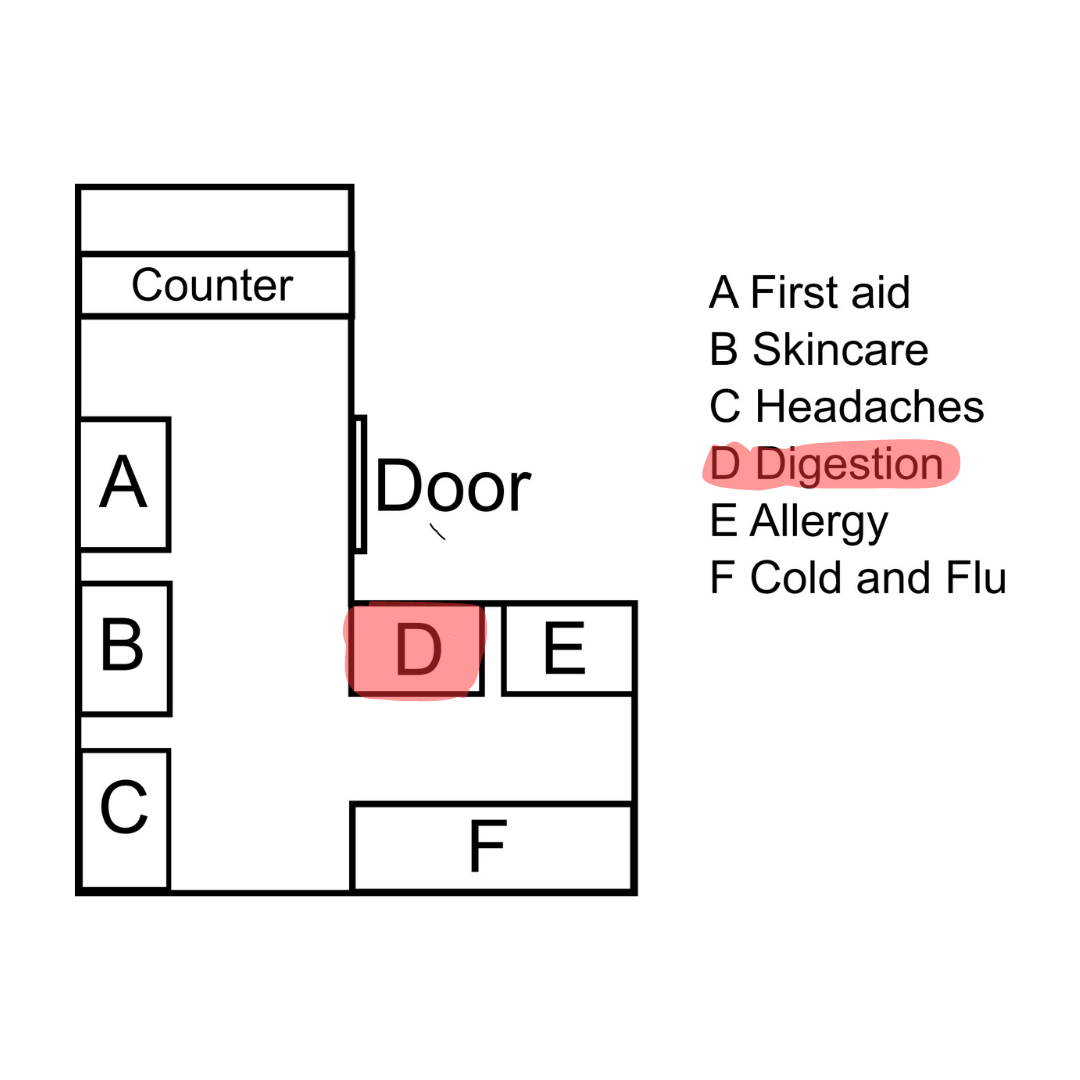 Counter
A
Door
B
D
E
C
F
A First aid
B Skincare
C Headaches
D Digestion
E Allergy
F Cold and Flu